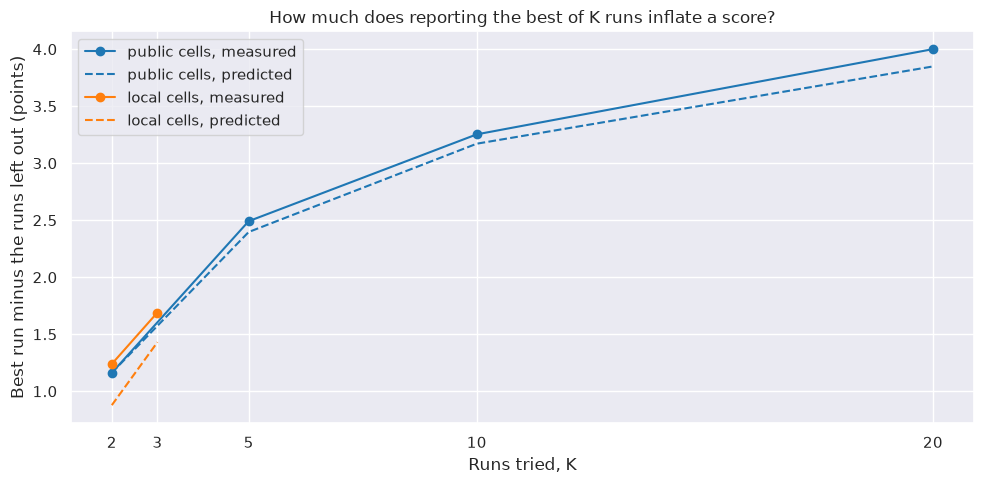 How much does reporting the best of K runs inflate a score?
Best run minus the runs left out (points)
4.0
3.5
3.0
2.5
2.0
1.5
1.0
public cells, measured
public cells, predicted
local cells, measured
local cells, predicted
2 3 5 10 20
Runs tried, K